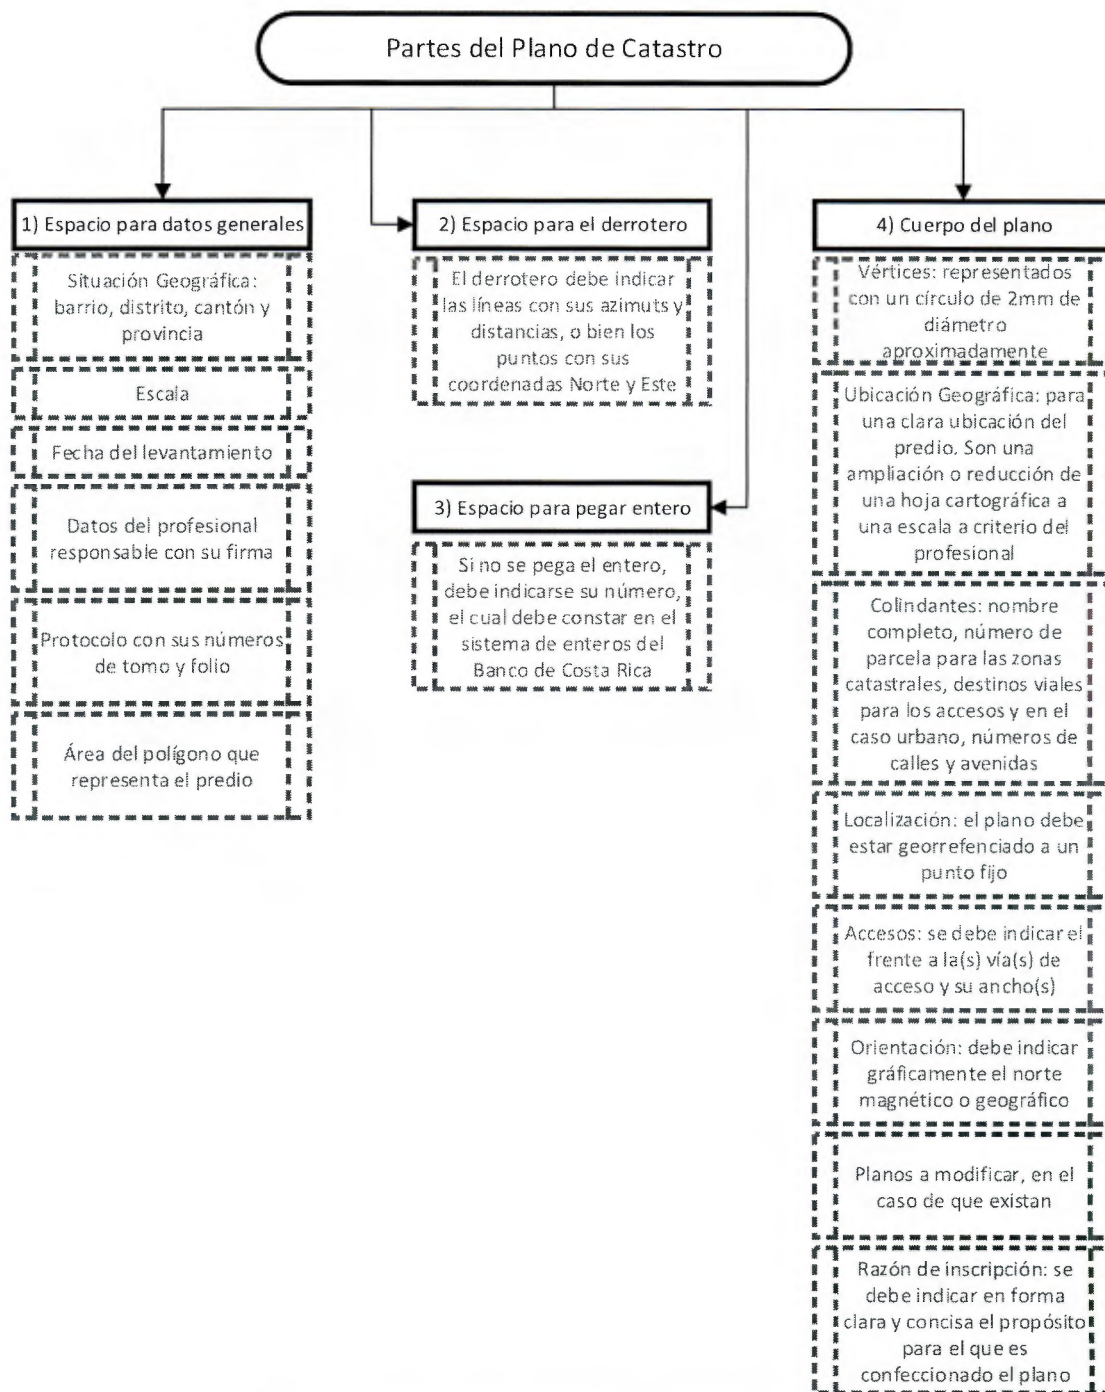 Partes del Plano de Catastro
1) Espacio para datos generales
Situación Geográfica:
barrio, distrito, cantón y
provincia
Escala
Fecha del levantamiento
Datos del profesional
responsable con su firma
Protocolo con sus números
de tomo y folio
Área del polígono que
representa el predio
2) Espacio para el derrotero
El derrotero debe indicar
las líneas con sus azimuts y
distancias, o bien los
puntos con sus
coordenadas Norte y Este
3) Espacio para pegar entero
Si no se pega el entero,
debe indicarse su número,
el cual debe constar en el
sistema de enteros del
Banco de Costa Rica
4) Cuerpo del plano
Vértices: representados
con un círculo de 2mm de
diámetro
aproximadamente
Ubicación Geográfica: para
una clara ubicación del
predio. Son una
ampliación o reducción de
una hoja cartográfica a
una escala a criterio del
profesional
Colindantes: nombre
completo, número de
parcela para las zonas
catastrales, destinos viales
para los accesos y en el
caso urbano, números de
calles y avenidas
Localización: el plano debe
estar georrefenciado a un
punto fijo
Accesos: se debe indicar el
frente a la(s) vía(s) de
acceso y su ancho(s)
Orientación: debe indicar
gráficamente el norte
magnético o geográfico
Planos a modificar, en el
caso de que existan
Razón de inscripción: se
debe indicar en forma
clara y concisa el propósito
para el que es
confeccionado el plano